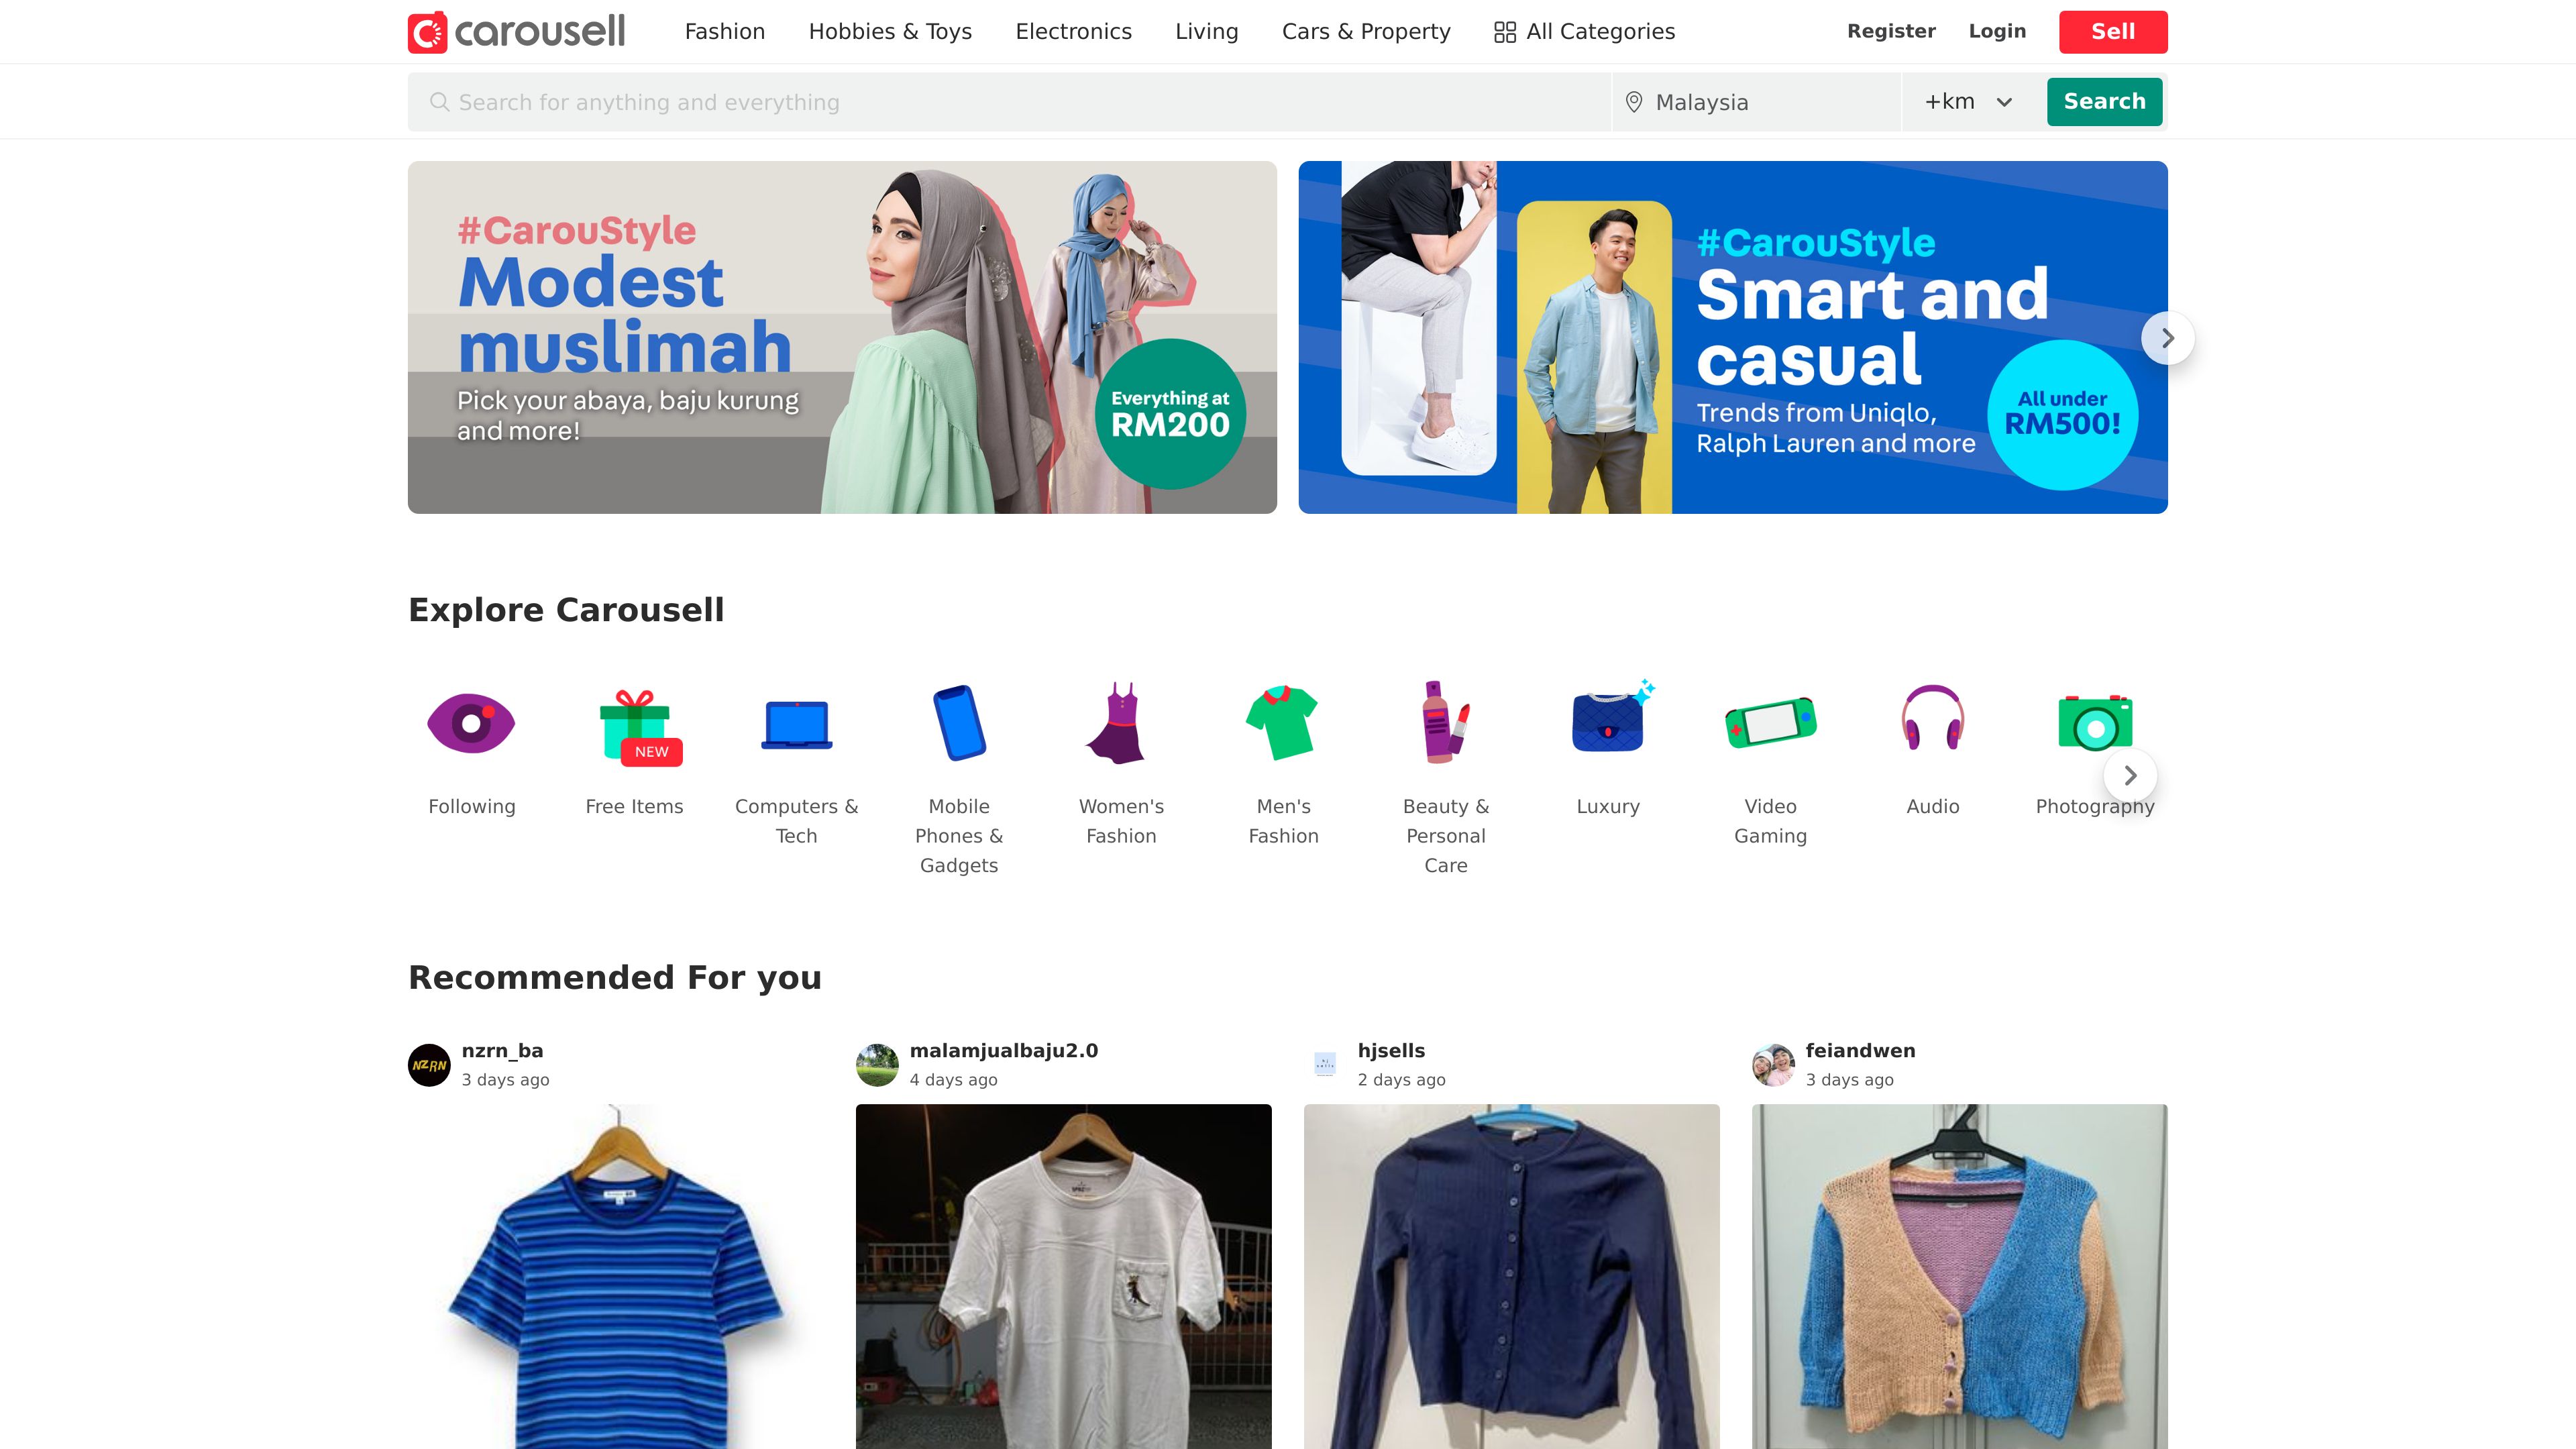 carousell
Fashion
Hobbies & Toys
Electronics
Living
Cars & Property
All Categories
Register
Login
Sell
Search for anything and everything
Malaysia
+km
Search
#CarouStyle
Modest
muslimah
Pick your abaya, baju kurung
and more!
Everything at
RM200
#CarouStyle
Smart and
casual
Trends from Uniqlo,
Ralph Lauren and more
All under
RM500!
Explore Carousell
NEW
Following
Free Items
Computers &
Tech
Mobile
Phones &
Gadgets
Women's
Fashion
Men's
Fashion
Beauty &
Personal
Care
Luxury
Video
Gaming
Audio
Photography
Recommended For you
NZRN
nzrn_ba
3 days ago
malamjualbaju2.0
4 days ago
hjsells
2 days ago
feiandwen
3 days ago